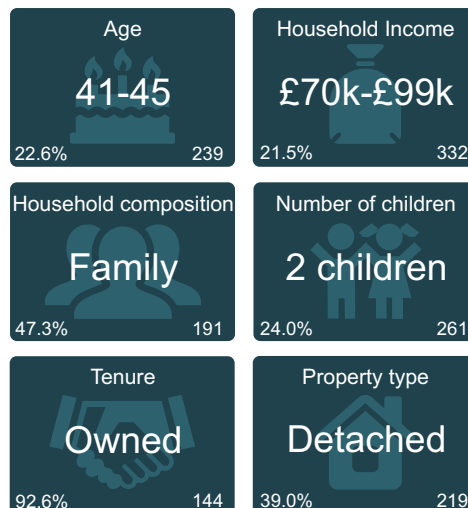 Age
41-45
22.6% 239
Household Income
£70k-£99k
21.5% 332
Household composition
Family
47.3% 191
Number of children
2 children
24.0% 261
Tenure
Owned
92.6% 144
Property type
Detached
39.0% 219